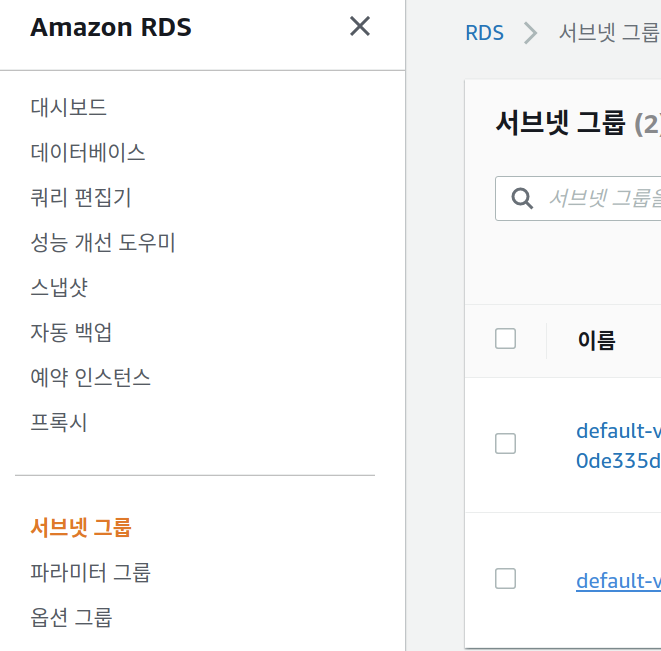 Amazon RDS
대시보드
데이터베이스
쿼리 편집기
성능 개선 도우미
스냅샷
자동 백업
예약 인스턴스
프록시
서브넷 그룹
파라미터 그룹
옵션 그룹
RDS > 서브넷 그룹
서브넷 그룹 (2)
서브넷 그룹을
이름
default-v
0de335d
default-v